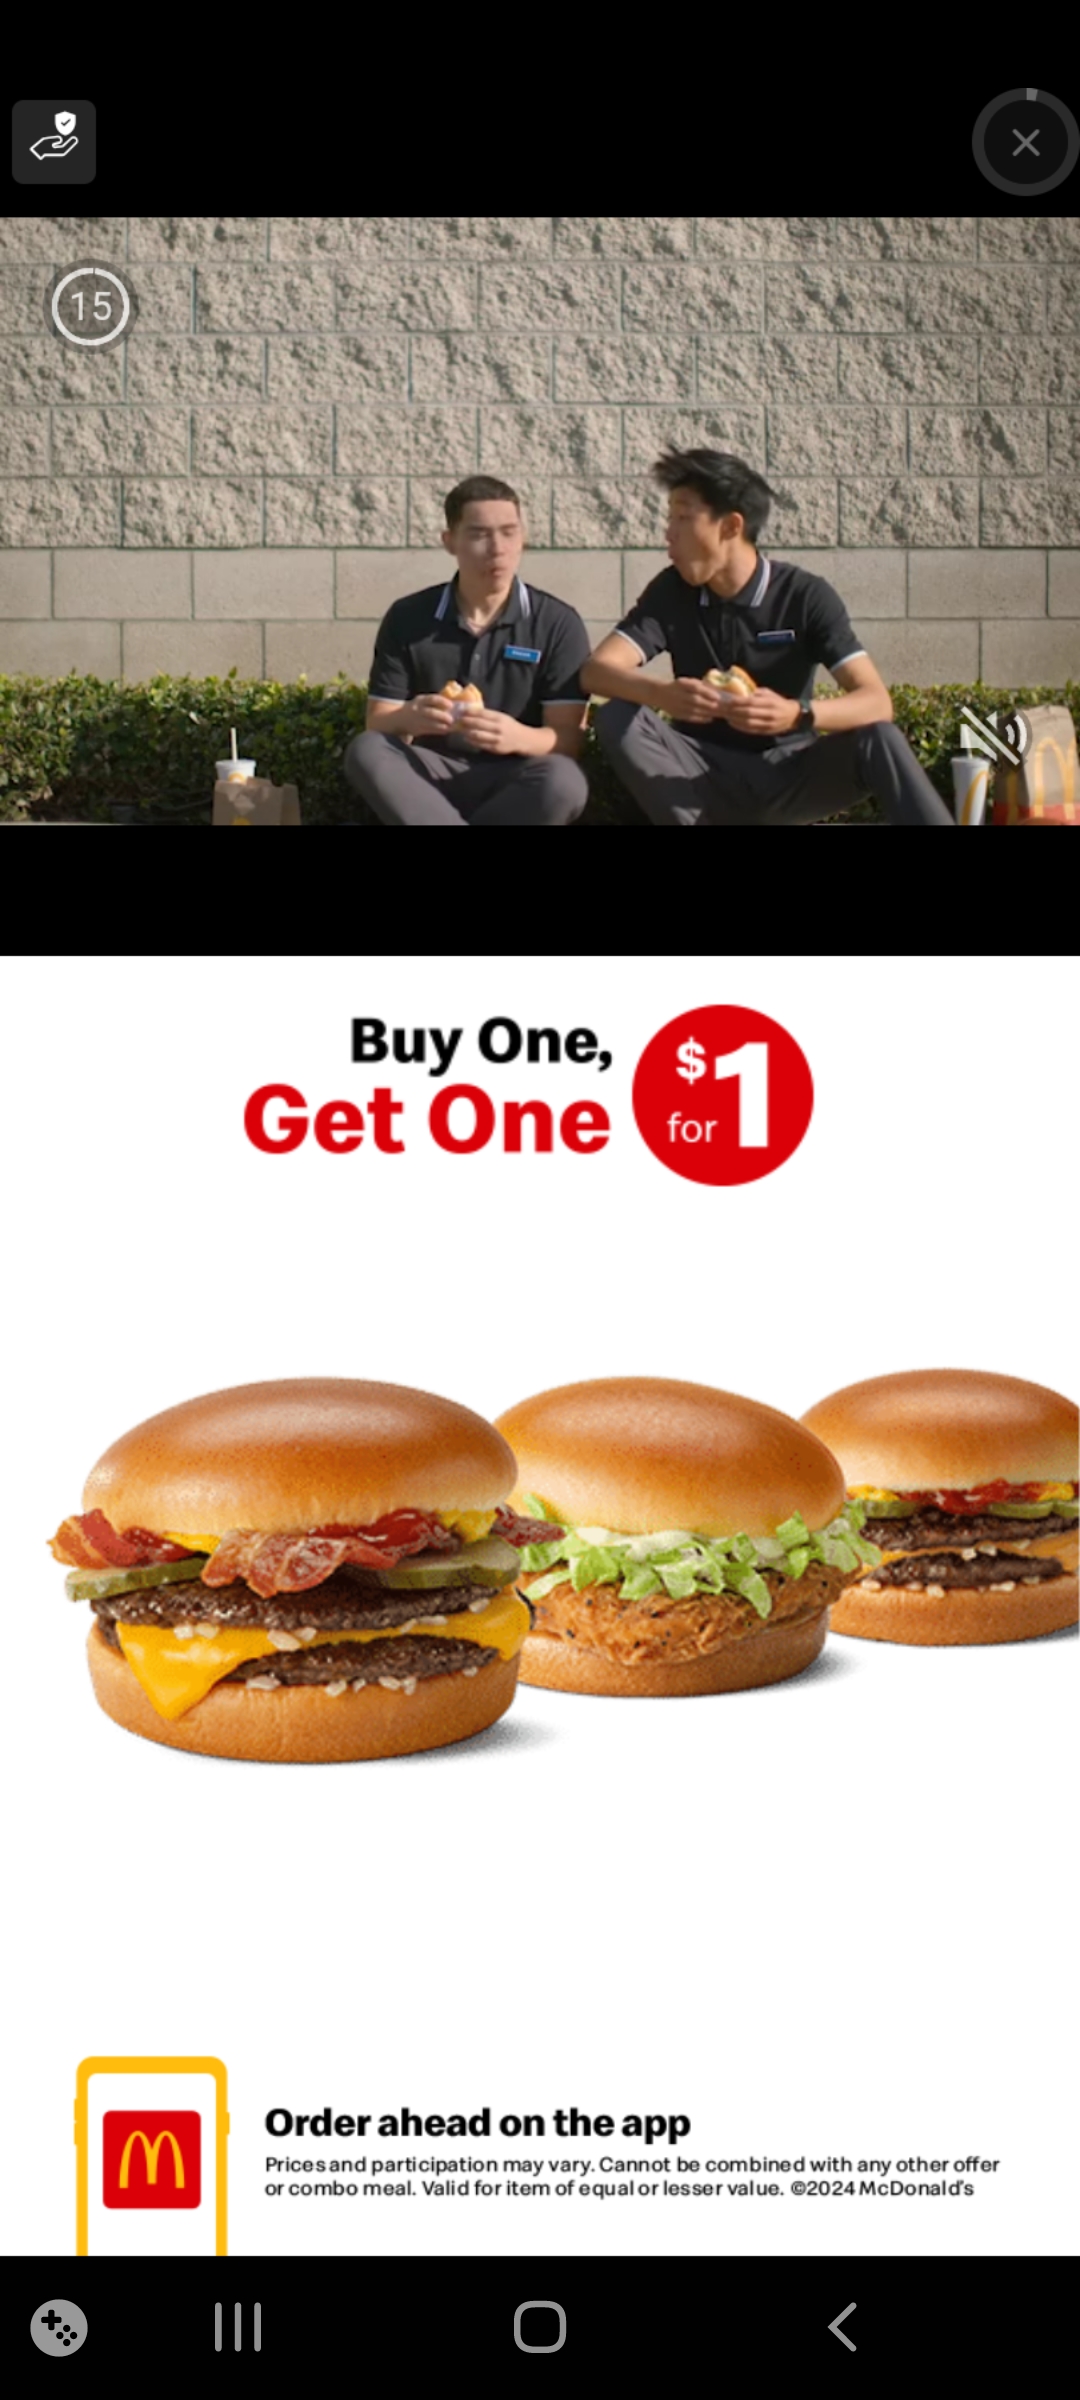 15
Buy One,
Get One
$1
for
Order ahead on the app
Prices and participation may vary. Cannot be combined with any other offer
or combo meal. Valid for item of equal or lesser value. ©2024 McDonald's